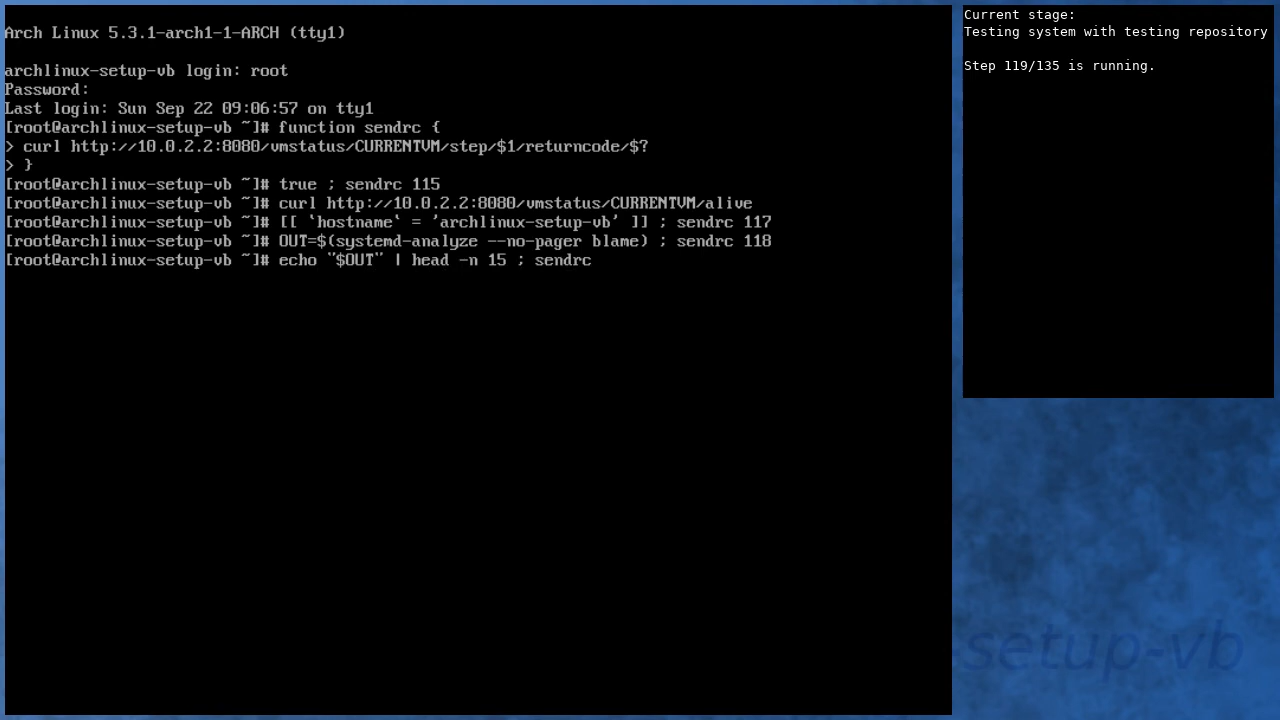 Arch Linux 5.3.1-arch1-1-ARCH (tty1)
archlinux-setup-vb login: root
Password:
Last login: Sun Sep 22 09:06:57 on tty1
[root@archlinux-setup-vb ~]# function sendrc {
> curl http://10.0.2.2:8080/vmstatus/CURRENTVM/step/$1/returncode/$?
> }
[root@archlinux-setup-vb ~]# true ; sendrc 115
[root@archlinux-setup-vb ~]# curl http://10.0.2.2:8080/vmstatus/CURRENTVM/alive
[root@archlinux-setup-vb ~]# [[ `hostname` = 'archlinux-setup-vb' ]] ; sendrc 117
[root@archlinux-setup-vb ~]# OUT=$(systemd-analyze --no-pager blame) ; sendrc 118
[root@archlinux-setup-vb ~]# echo "$OUT" | head -n 15 ; sendrc
Current stage:
Testing system with testing repository
Step 119/135 is running.
-setup-vb